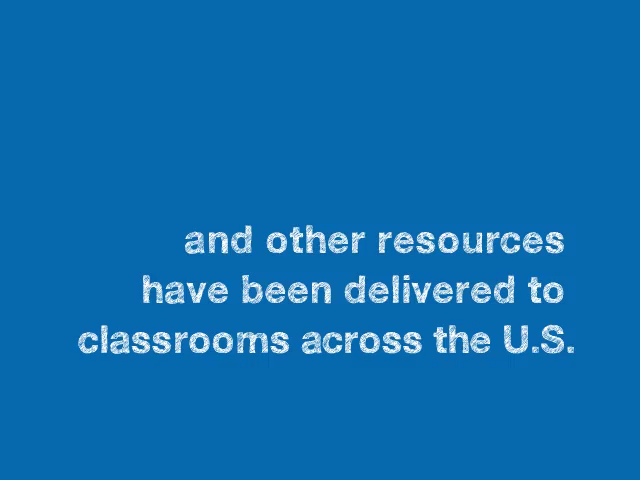 and other resources
have been delivered to
classrooms across the U.S.